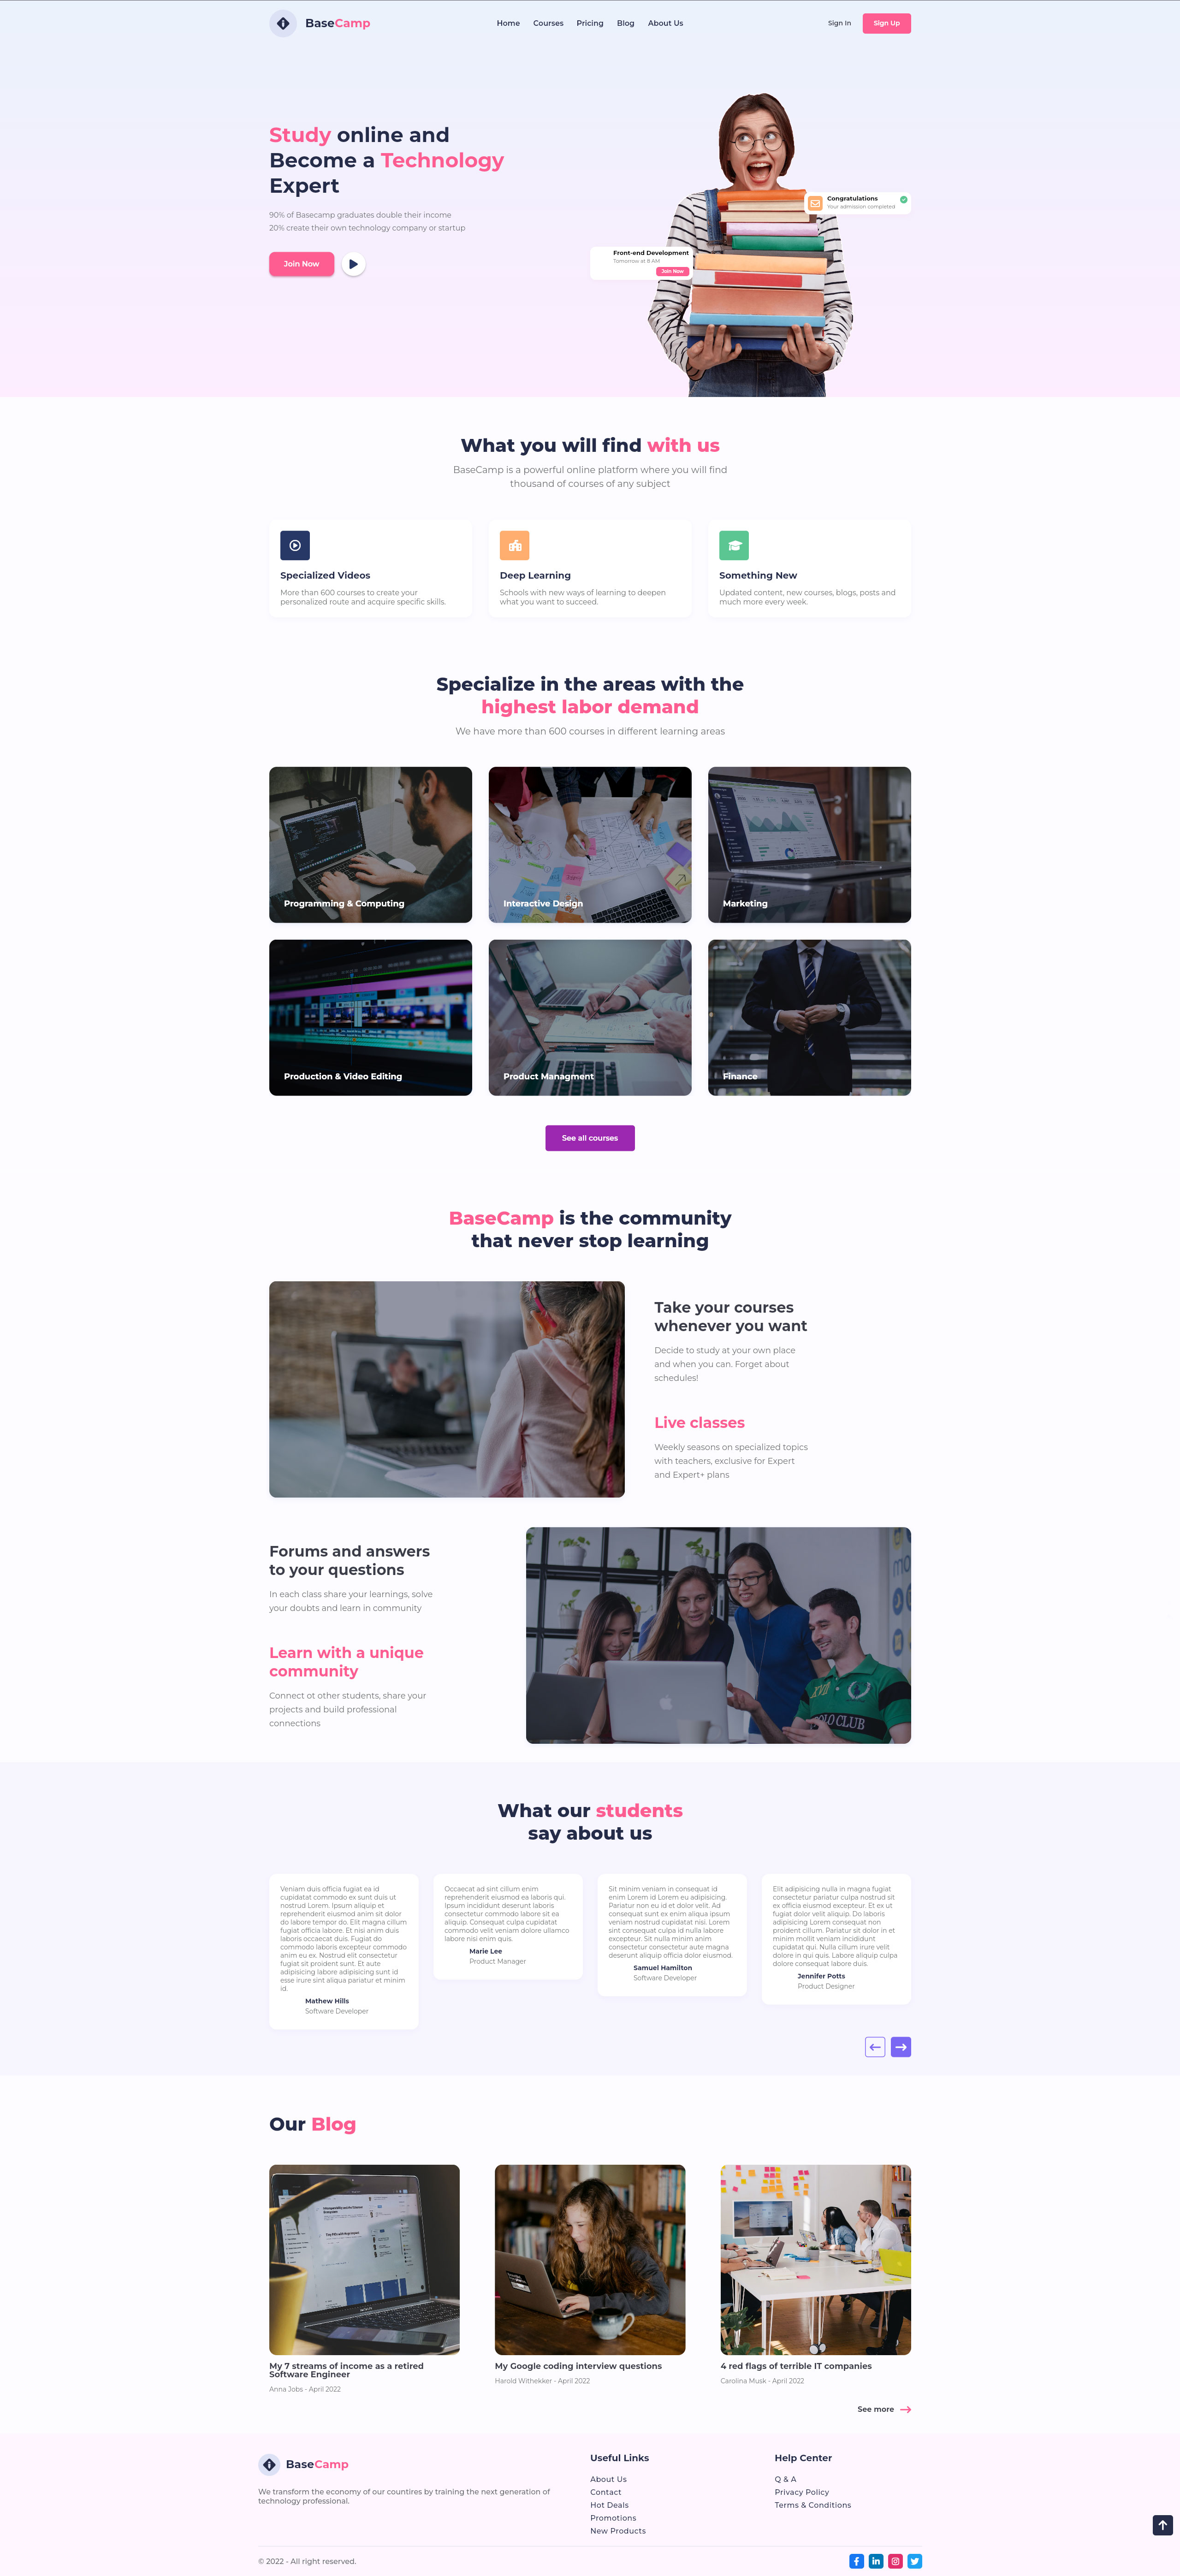 BaseCamp
Home Courses Pricing Blog About Us
Sign In Sign Up
Study online and
Become a Technology
Expert
90% of Basecamp graduates double their income
20% create their own technology company or startup
Join Now
Congratulations
Your admission completed
Front-end Development
Tomorrow at 8 AM
Join Now
What you will find with us
BaseCamp is a powerful online platform where you will find
thousand of courses of any subject
Specialized Videos
More than 600 courses to create your
personalized route and acquire specific skills.
Deep Learning
Schools with new ways of learning to deepen
what you want to succeed.
Something New
Updated content, new courses, blogs, posts and
much more every week.
Specialize in the areas with the
highest labor demand
We have more than 600 courses in different learning areas
Programming & Computing
Interactive Design
Marketing
Production & Video Editing
Product Managment
Finance
See all courses
BaseCamp is the community
that never stop learning
Take your courses
whenever you want
Decide to study at your own place
and when you can. Forget about
schedules!
Live classes
Weekly seasons on specialized topics
with teachers, exclusive for Expert
and Expert+ plans
Forums and answers
to your questions
In each class share your learnings, solve
your doubts and learn in community
Learn with a unique
community
Connect ot other students, share your
projects and build professional
connections
What our students
say about us
Veniam duis officia fugiat ea id
cupidatat commodo ex sunt duis ut
nostrud Lorem. Ipsum aliquip et
reprehenderit eiusmod amet sit dolor
do labore tempor do. Elit magna cillum
fugiat officia labore. Et nisi anim duis
laboris occaecat duis. Fugiat do
commodo laboris excepteur commodo
anim eu ex. Nostrud elit consectetur
fugiat sit proident sunt. Et aute
adipisicing labore adipisicing sunt id
esse irure sint aliqua pariatur et minim
id.
Mathew Hills
Software Developer
Occaecat ad sint cillum enim
reprehenderit eiusmod ea laboris qui.
Ipsum incididunt deserunt laboris
consectetur commodo labore sit ea
aliquip. Consequat culpa cupidatat
commodo velit veniam dolore ullamco
labore nisi enim quis.
Marie Lee
Product Manager
Sit minim veniam in consequat id
enim Lorem id Lorem eu adipisicing.
Pariatur non eu id et dolor velit. Ad
consequat sunt ex enim aliqua ipsum
veniam nostrud cupidatat nisi. Lorem
sint consequat culpa id nulla labore
excepteur. Sit nulla minim anim
consectetur consectetur aute magna
deserunt aliquip officia dolor eiusmod.
Samuel Hamilton
Software Developer
Elit adipisicing nulla in magna fugiat
consectetur pariatur culpa nostrud sit
ex officia eiusmod excepteur. Et ex ut
fugiat dolor velit aliquip. Do laboris
adipisicing Lorem consequat non
proident cillum. Pariatur sit dolor in et
minim mollit veniam incididunt
cupidatat qui. Nulla cillum irure velit
dolore in qui quis. Labore aliquip culpa
dolore consequat labore duis.
Jennifer Potts
Product Designer
Our Blog
My 7 streams of income as a retired
Software Engineer
Anna Jobs - April 2022
My Google coding interview questions
Harold Withekker - April 2022
4 red flags of terrible IT companies
Carolina Musk - April 2022
See more
BaseCamp
We transform the economy of our countires by training the next generation of
technology professional.
Useful Links
About Us
Contact
Hot Deals
Promotions
New Products
Help Center
Q & A
Privacy Policy
Terms & Conditions
© 2022 - All right reserved.